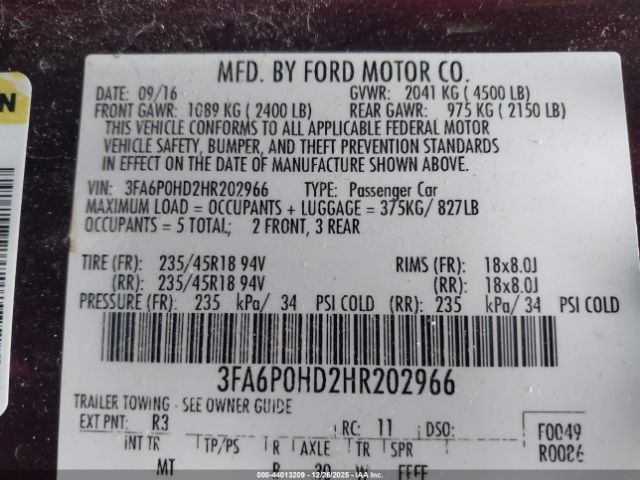 MFD. BY FORD MOTOR CO.
DATE: 09/16 GVWR: 2041 KG ( 4500 LB)
FRONT GAWR: 1089 KG ( 2400 LB) REAR GAWR: 975 KG ( 2150 LB)
THIS VEHICLE CONFORMS TO ALL APPLICABLE FEDERAL MOTOR
VEHICLE SAFETY, BUMPER, AND THEFT PREVENTION STANDARDS
IN EFFECT ON THE DATE OF MANUFACTURE SHOWN ABOVE.
VIN: 3FA6P0HD2HR202966 TYPE: Passenger Car
MAXIMUM LOAD = OCCUPANTS + LUGGAGE = 375KG/ 827LB
OCCUPANTS = 5 TOTAL; 2 FRONT, 3 REAR
TIRE (FR): 235/45R18 94V RIMS (FR): 18x8.0J
(RR): 235/45R18 94V (RR): 18x8.0J
PRESSURE (FR): 235 kPa/ 34 PSI COLD (RR): 235 kPa/ 34 PSI COLD
3FA6P0HD2HR202966
TRAILER TOWING - SEE OWNER GUIDE
EXT PNT: R3 RC: 11 DSO: F0049
R0086
INT TR TP/PS R AXLE TR SPR
MT
N
44013209 - IAAI.COM - 12/26/2025 - IAA HOLDINGS, LLC